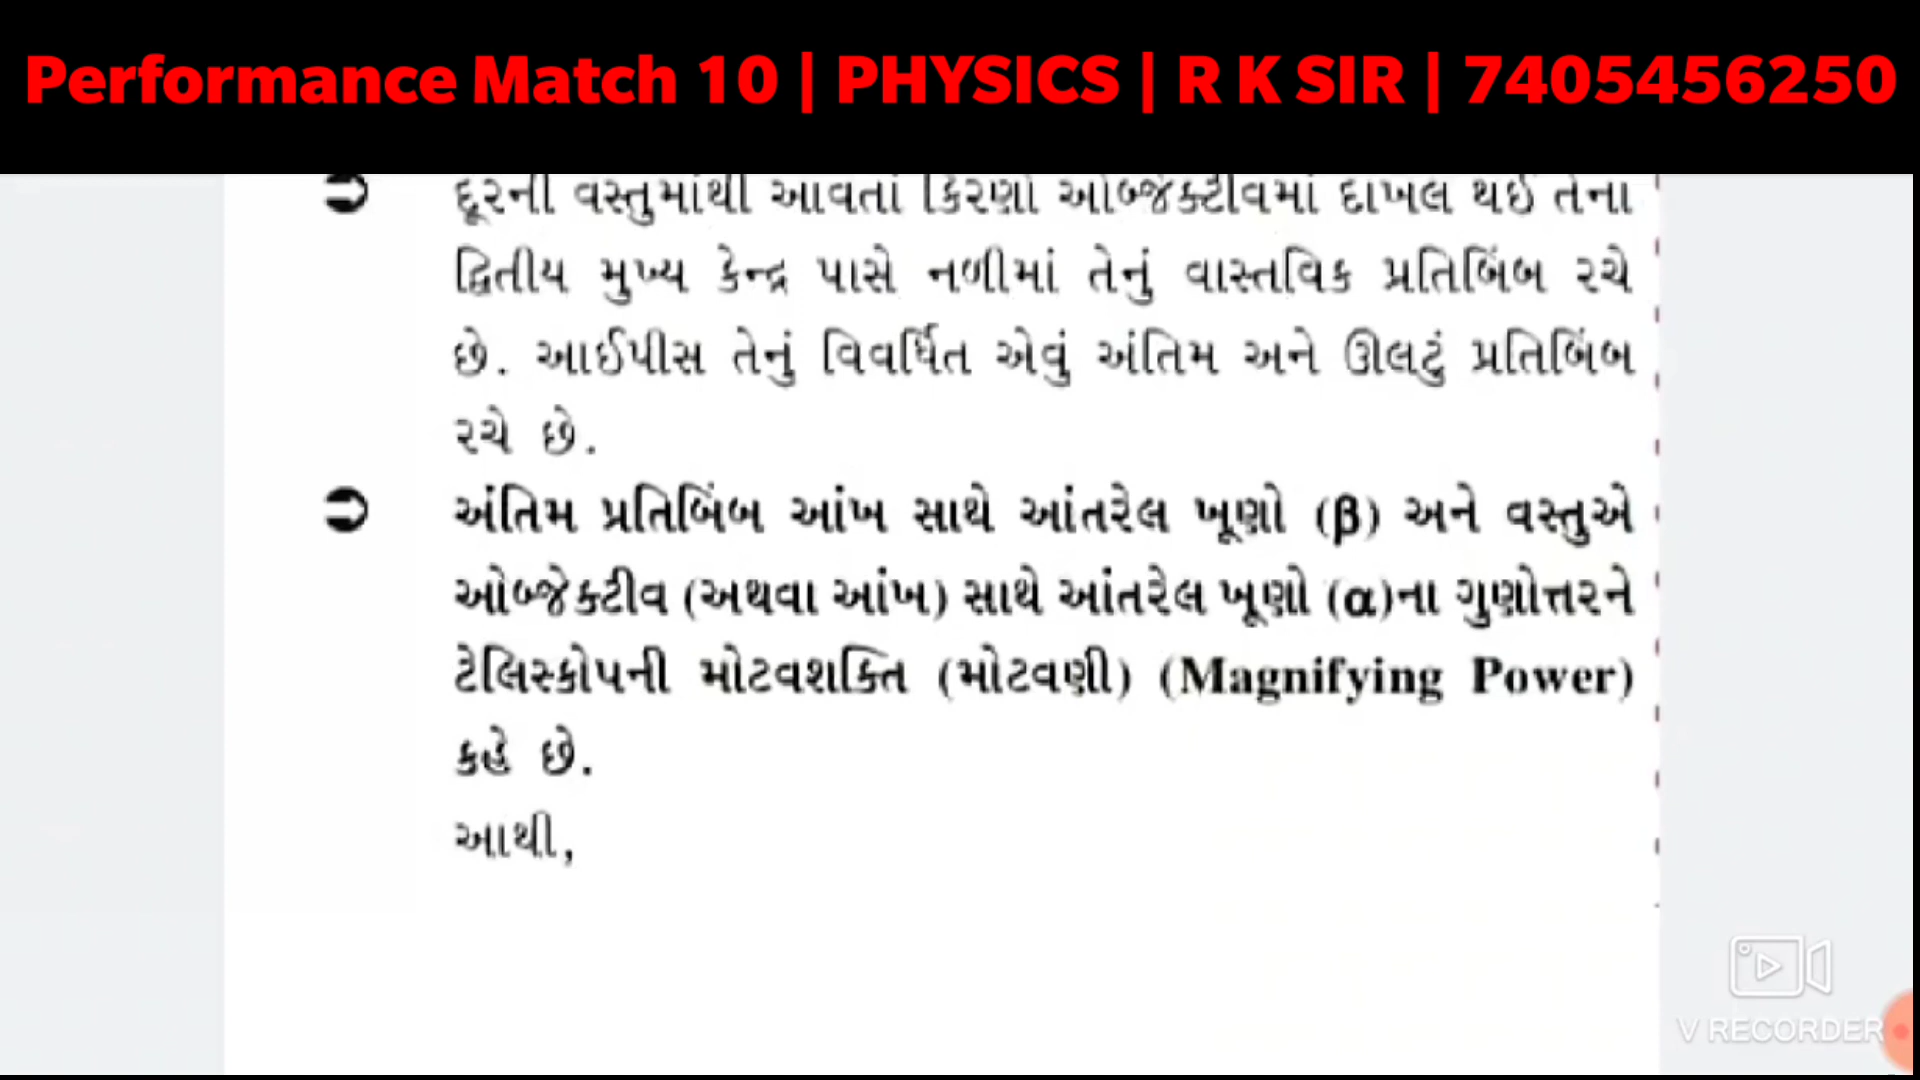 Performance Match 10 | PHYSICS | R K SIR | 7405456250
➲ દૂરની વસ્તુમાંથી આવતાં કિરણો ઓબ્જેક્ટીવમાં દાખલ થઈ તેના
દ્વિતીય મુખ્ય કેન્દ્ર પાસે નળીમાં તેનું વાસ્તવિક પ્રતિબિંબ રચે
છે. આઈપીસ તેનું વિવર્ધિત એવું અંતિમ અને ઊલટું પ્રતિબિંબ
રચે છે.
➲ અંતિમ પ્રતિબિંબ આંખ સાથે આંતરેલ ખૂણો (β) અને વસ્તુએ
ઓબ્જેક્ટીવ (અથવા આંખ) સાથે આંતરેલ ખૂણો (α)ના ગુણોત્તરને
ટેલિસ્કોપની મોટવશક્તિ (મોટવણી) (Magnifying Power)
કહે છે.
આથી,
V RECORDER